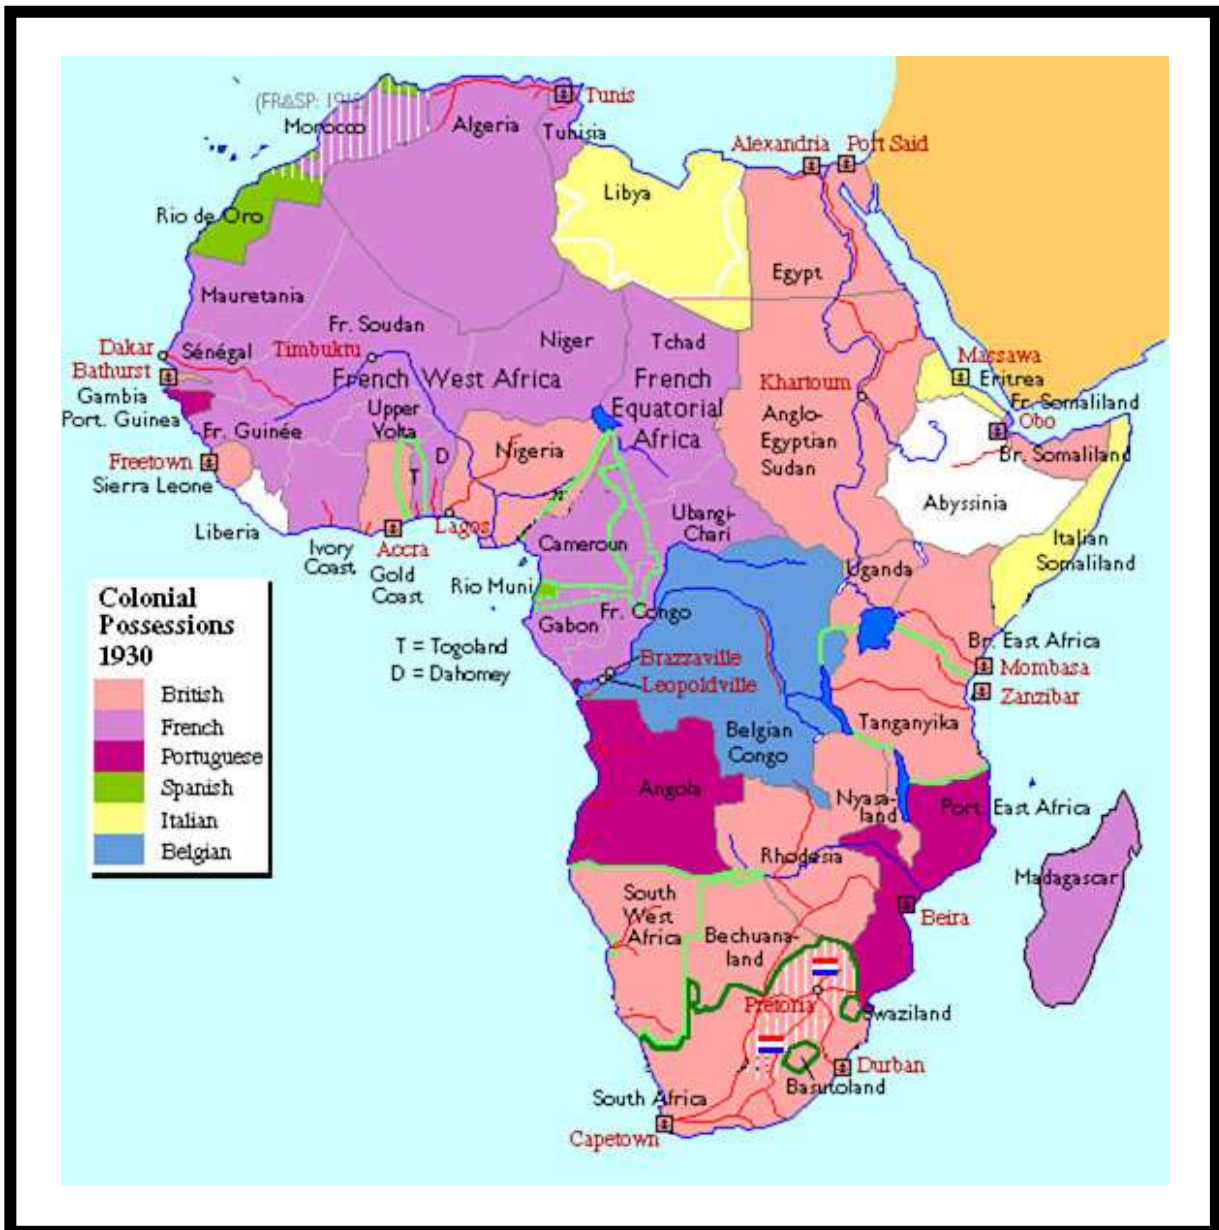 (FR&SP: 1912)
Morocco
Algeria
Tunis
Tunisia
Alexandria
Port Said
Libya
Rio de Oro
Egypt
Mauretania
Fr. Soudan
Niger
Tchad
Dakar
Sénégal
Timbuktu
Massawa
Bathurst
French West Africa
French
Equatorial
Africa
Khartoum
Eritrea
Gambia
Port. Guinea
Upper
Volta
Anglo-
Egyptian
Sudan
Fr. Somaliland
Obo
Fr. Guinée
D
Nigeria
Br. Somaliland
Freetown
T
Sierra Leone
Abyssinia
Liberia
Lagos
Ubangi-
Chari
Accra
Ivory
Coast
Cameroun
Italian
Somaliland
Gold
Coast
Rio Muni
Uganda
Fr. Congo
Gabon
T = Togoland
D = Dahomey
Br. East Africa
Brazzaville
Leopoldville
Mombasa
Zanzibar
Tanganyika
Belgian
Congo
Angola
Nyasa-
land
Port. East Africa
Rhodesia
Madagascar
South
West
Africa
Bechuana-
land
Beira
Pretoria
Swaziland
Durban
Basutoland
South Africa
Capetown
Colonial
Possessions
1930
British
French
Portuguese
Spanish
Italian
Belgian